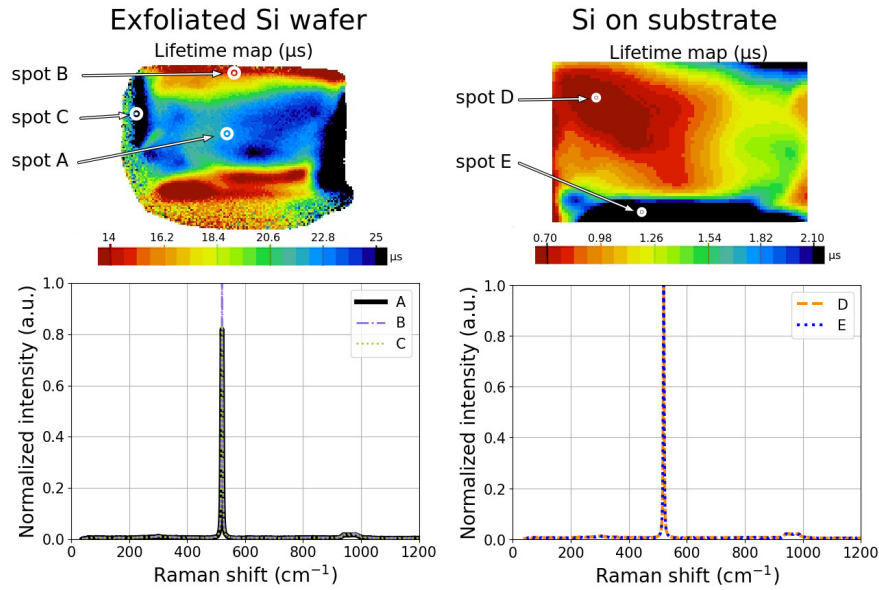 Exfoliated Si wafer
Lifetime map (μs)
spot B
spot C
spot A
14 16.2 18.4 20.6 22.8 25 μs
Normalized intensity (a.u.)
1.0
0.8
0.6
0.4
0.2
0.0
A
B
C
0 200 400 600 800 1000 1200
Raman shift (cm⁻¹)
Si on substrate
Lifetime map (μs)
spot D
spot E
0.70 0.98 1.26 1.54 1.82 2.10 μs
Normalized intensity (a.u.)
1.0
0.8
0.6
0.4
0.2
0.0
D
E
0 200 400 600 800 1000 1200
Raman shift (cm⁻¹)